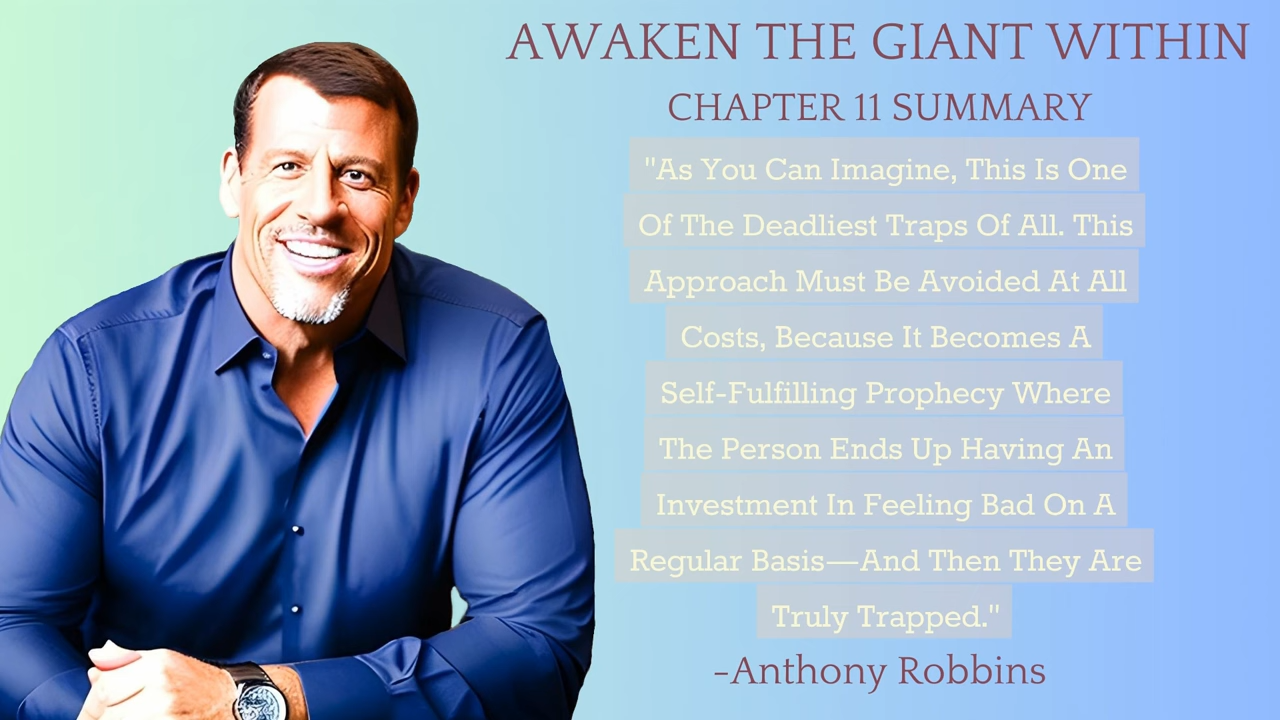 AWAKEN THE GIANT WITHIN
CHAPTER 11 SUMMARY
"As You Can Imagine, This Is One
Of The Deadliest Traps Of All. This
Approach Must Be Avoided At All
Costs, Because It Becomes A
Self-Fulfilling Prophecy Where
The Person Ends Up Having An
Investment In Feeling Bad On A
Regular Basis—And Then They Are
Truly Trapped."
-Anthony Robbins